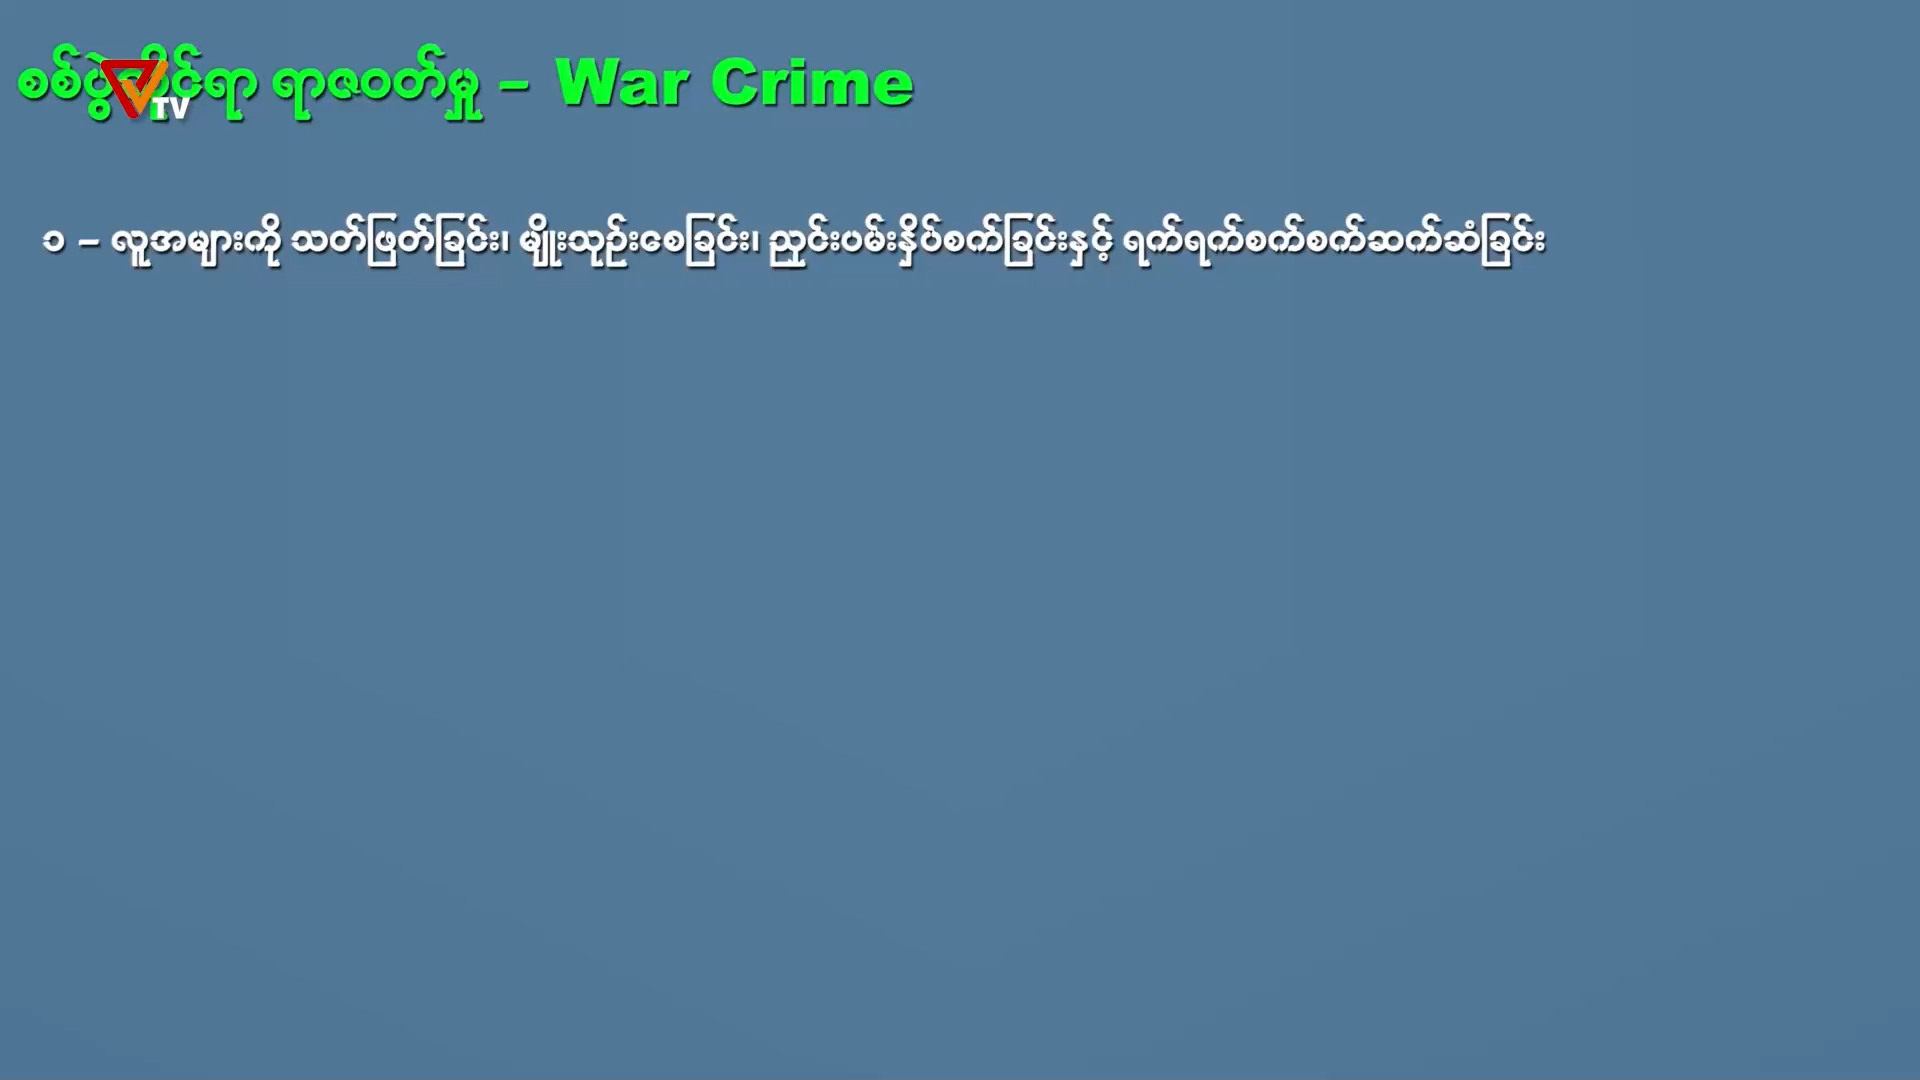 စစ်ပွဲဆိုင်ရာ ရာဇဝတ်မှု – War Crime
TV
၁ – လူအများကို သတ်ဖြတ်ခြင်း၊ မျိုးသုဉ်းစေခြင်း၊ ညှင်းပမ်းနှိပ်စက်ခြင်းနှင့် ရက်ရက်စက်စက်ဆက်ဆံခြင်း